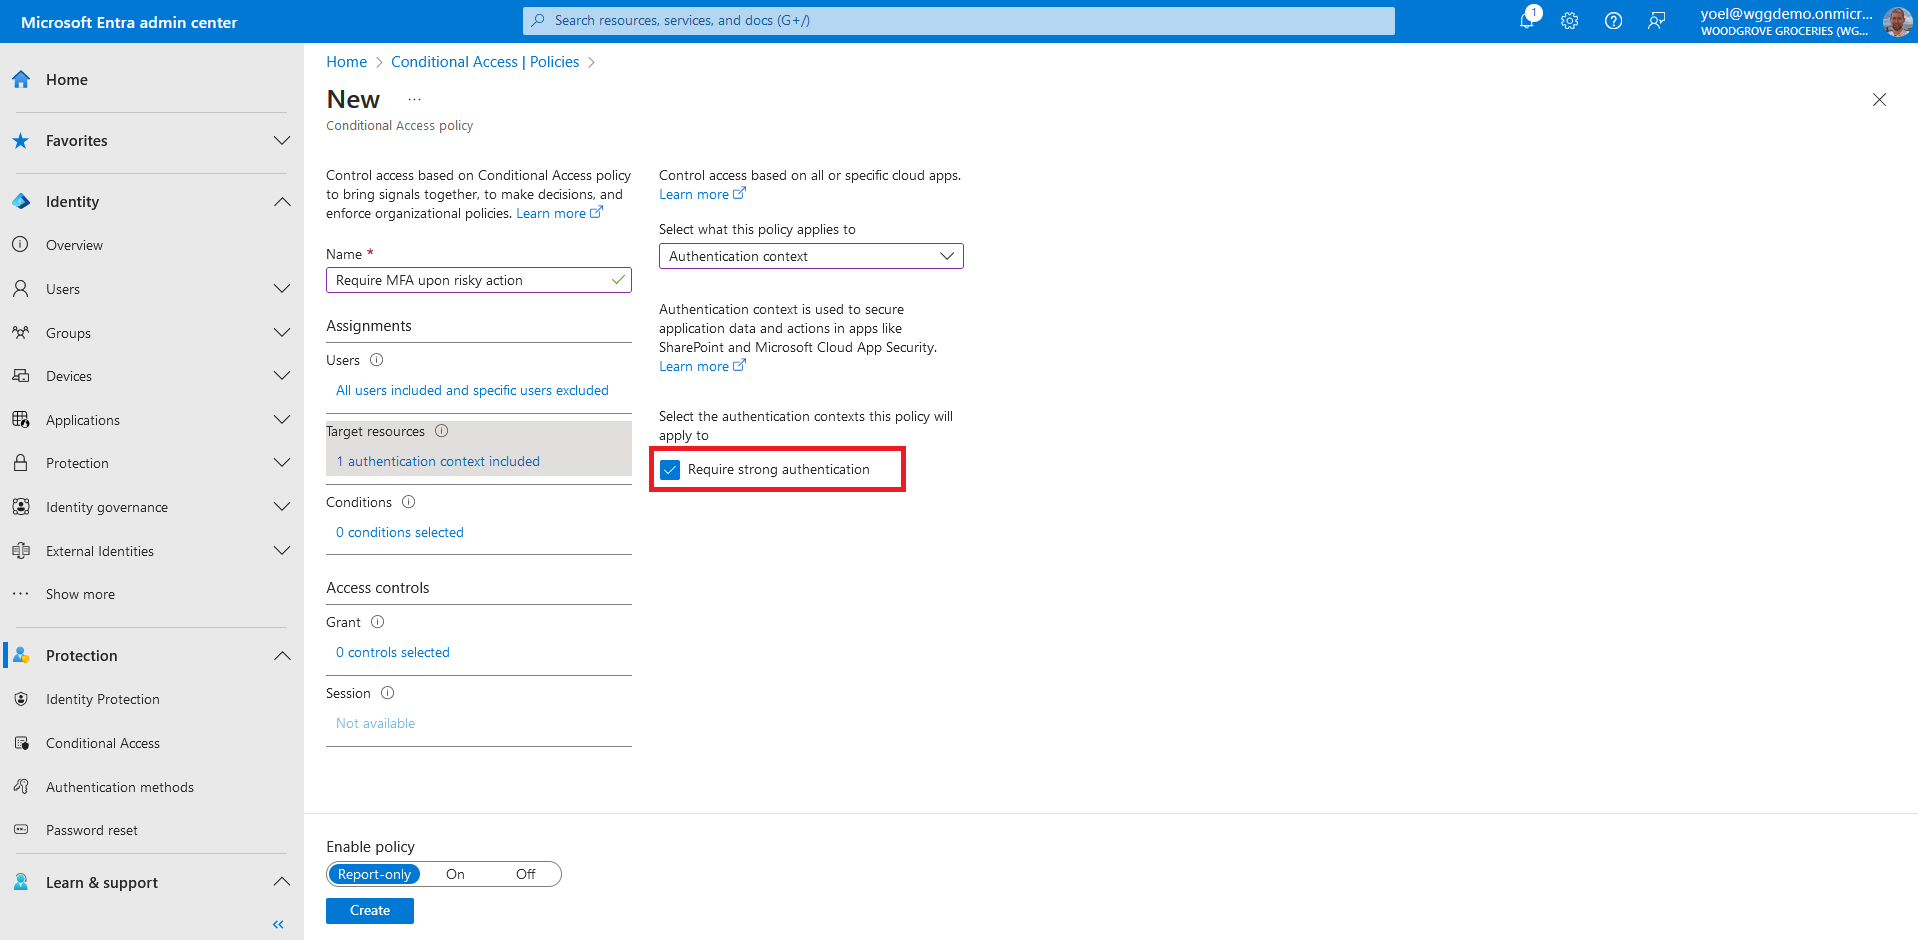 Microsoft Entra admin center
Search resources, services, and docs (G+/)
1
yoel@wggdemo.onmicr...
WOODGROVE GROCERIES (WG...
Home
Favorites
Identity
Overview
Users
Groups
Devices
Applications
Protection
Identity governance
External Identities
Show more
Protection
Identity Protection
Conditional Access
Authentication methods
Password reset
Learn & support
Home
Conditional Access | Policies
New
Conditional Access policy
Control access based on Conditional Access policy
to bring signals together, to make decisions, and
enforce organizational policies. Learn more
Name *
Require MFA upon risky action
Assignments
Users
All users included and specific users excluded
Target resources
1 authentication context included
Conditions
0 conditions selected
Access controls
Grant
0 controls selected
Session
Not available
Control access based on all or specific cloud apps.
Learn more
Select what this policy applies to
Authentication context
Authentication context is used to secure
application data and actions in apps like
SharePoint and Microsoft Cloud App Security.
Learn more
Select the authentication contexts this policy will
apply to
Require strong authentication
Enable policy
Report-only On Off
Create